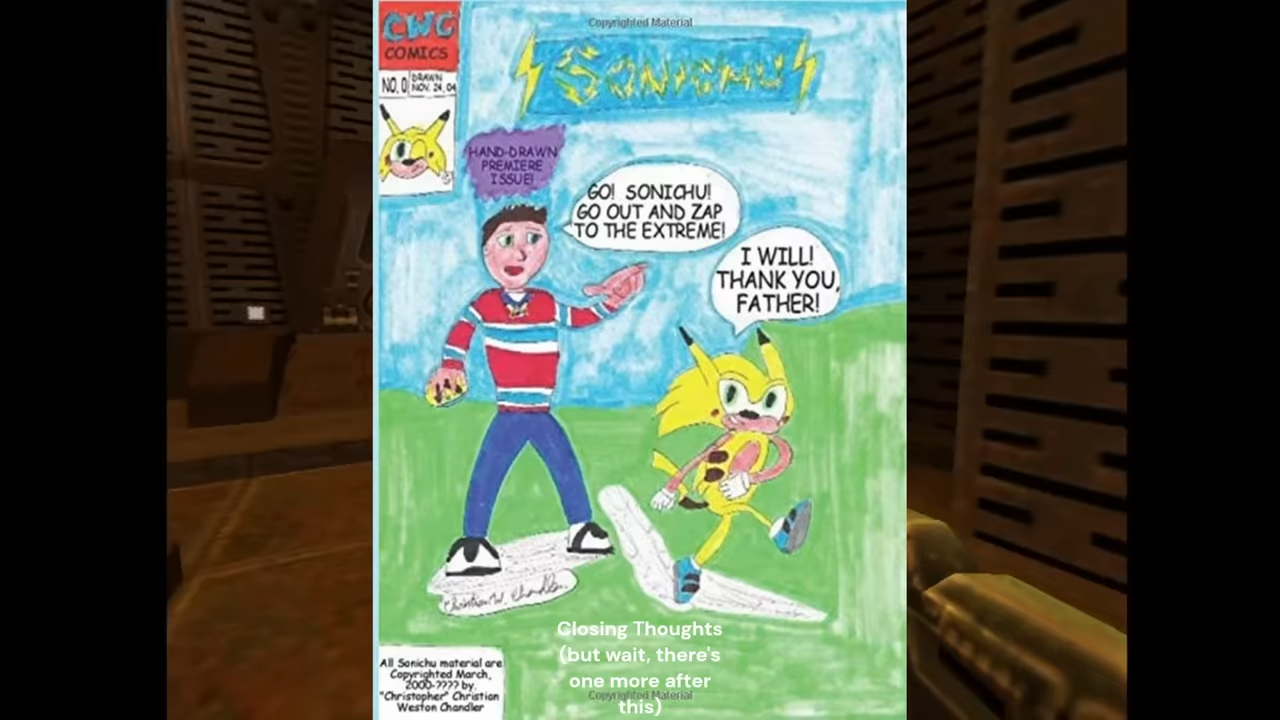 Copyrighted Material
CWC
COMICS
SONICHU
NO. 0
DRAWN
NOV. 24, 04
HAND-DRAWN
PREMIERE
ISSUE!
GO! SONICHU!
GO OUT AND ZAP
TO THE EXTREME!
I WILL!
THANK YOU,
FATHER!
Christian W. Chandler
Closing Thoughts
(but wait, there's
one more after
this)
All Sonichu material are
Copyrighted March,
2000-???? by.
"Christopher" Christian
Weston Chandler
Copyrighted Material